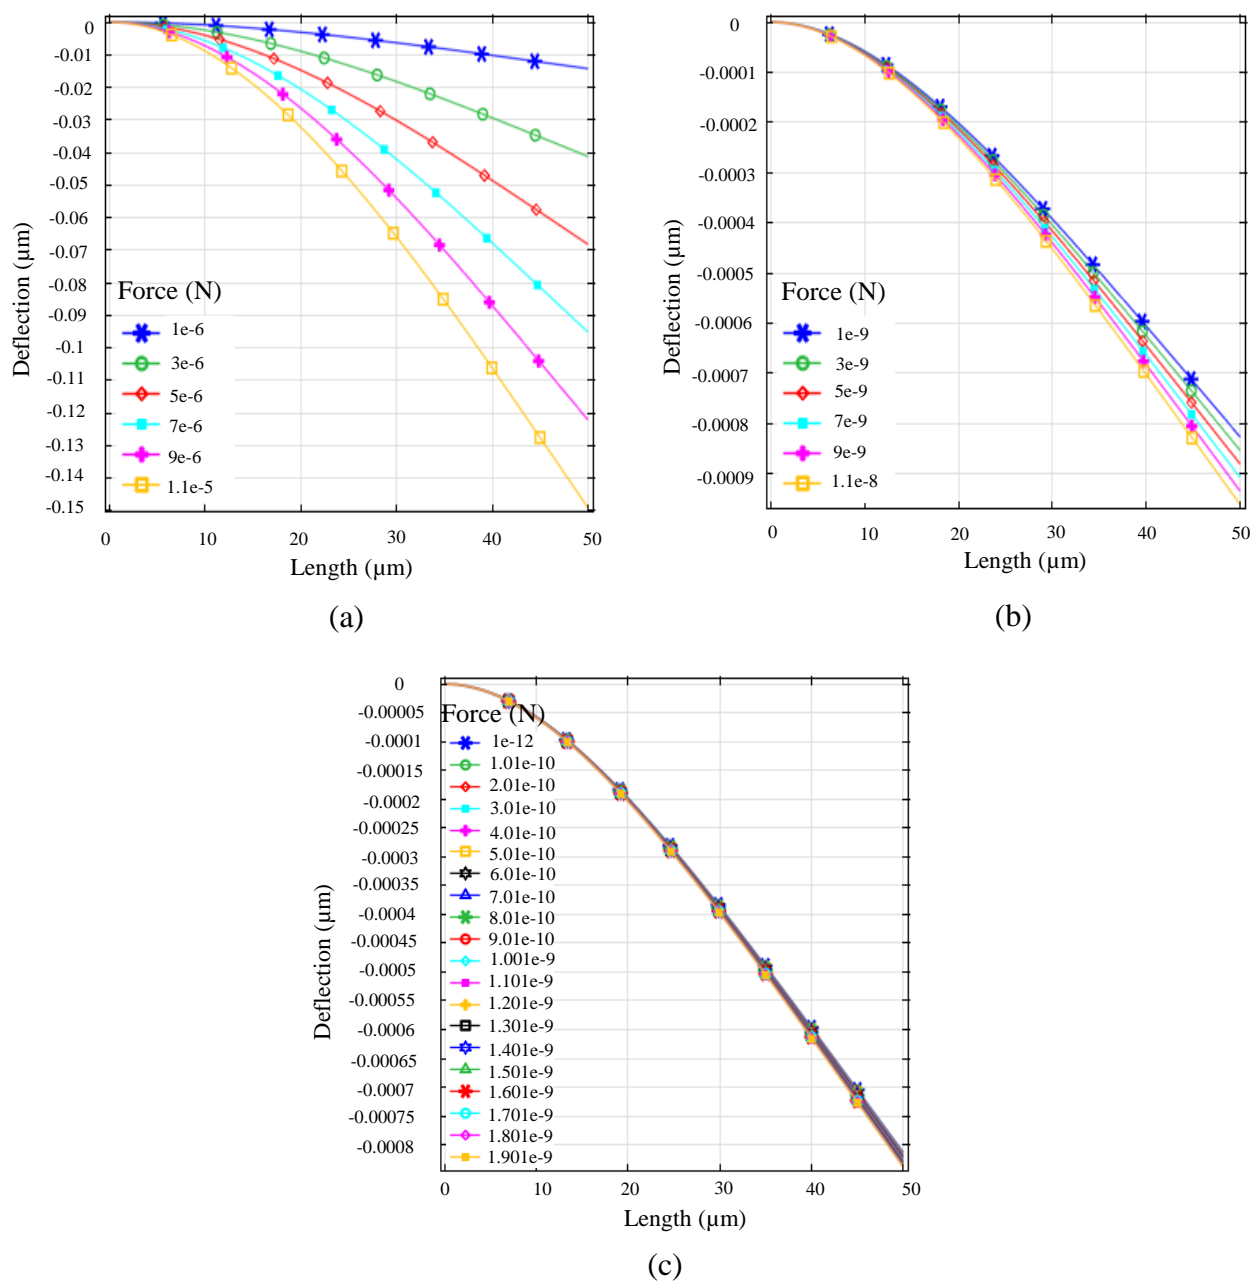 0
-0.01
-0.02
-0.03
-0.04
-0.05
-0.06
-0.07
-0.08
-0.09
-0.1
-0.11
-0.12
-0.13
-0.14
-0.15
Deflection (µm)
Force (N)
1e-6
3e-6
5e-6
7e-6
9e-6
1.1e-5
0 10 20 30 40 50
Length (µm)
(a)
0
-0.0001
-0.0002
-0.0003
-0.0004
-0.0005
-0.0006
-0.0007
-0.0008
-0.0009
Deflection (µm)
Force (N)
1e-9
3e-9
5e-9
7e-9
9e-9
1.1e-8
0 10 20 30 40 50
Length (µm)
(b)
0
-0.00005
-0.0001
-0.00015
-0.0002
-0.00025
-0.0003
-0.00035
-0.0004
-0.00045
-0.0005
-0.00055
-0.0006
-0.00065
-0.0007
-0.00075
-0.0008
Deflection (µm)
Force (N)
1e-12
1.01e-10
2.01e-10
3.01e-10
4.01e-10
5.01e-10
6.01e-10
7.01e-10
8.01e-10
9.01e-10
1.001e-9
1.101e-9
1.201e-9
1.301e-9
1.401e-9
1.501e-9
1.601e-9
1.701e-9
1.801e-9
1.901e-9
0 10 20 30 40 50
Length (µm)
(c)